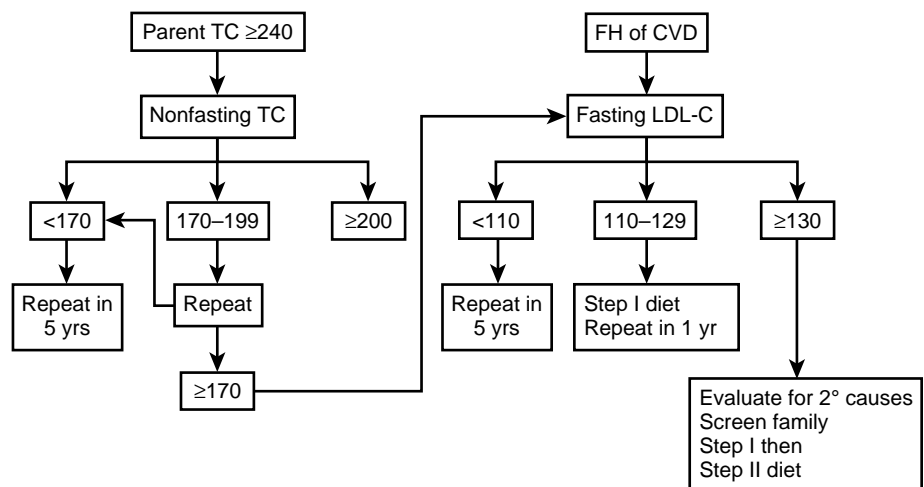 Parent TC ≥240
Nonfasting TC
<170
170–199
≥200
Repeat in
5 yrs
Repeat
≥170
FH of CVD
Fasting LDL-C
<110
110–129
≥130
Repeat in
5 yrs
Step I diet
Repeat in 1 yr
Evaluate for 2° causes
Screen family
Step I then
Step II diet